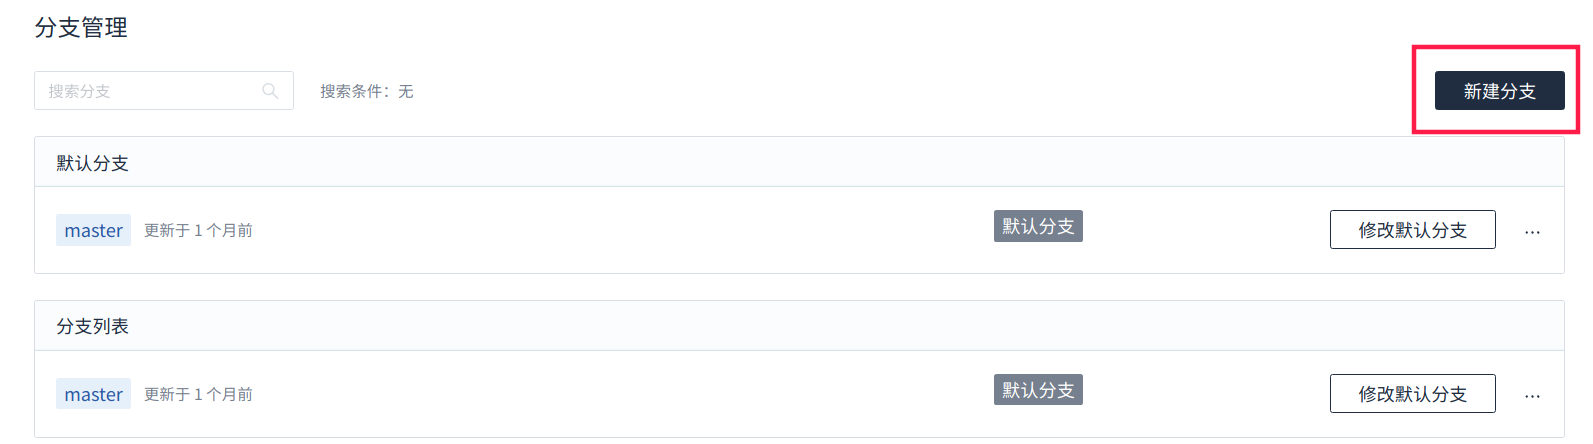 分支管理
搜索分支 搜索条件：无 新建分支
默认分支
master 更新于 1 个月前 默认分支 修改默认分支 ...
分支列表
master 更新于 1 个月前 默认分支 修改默认分支 ...